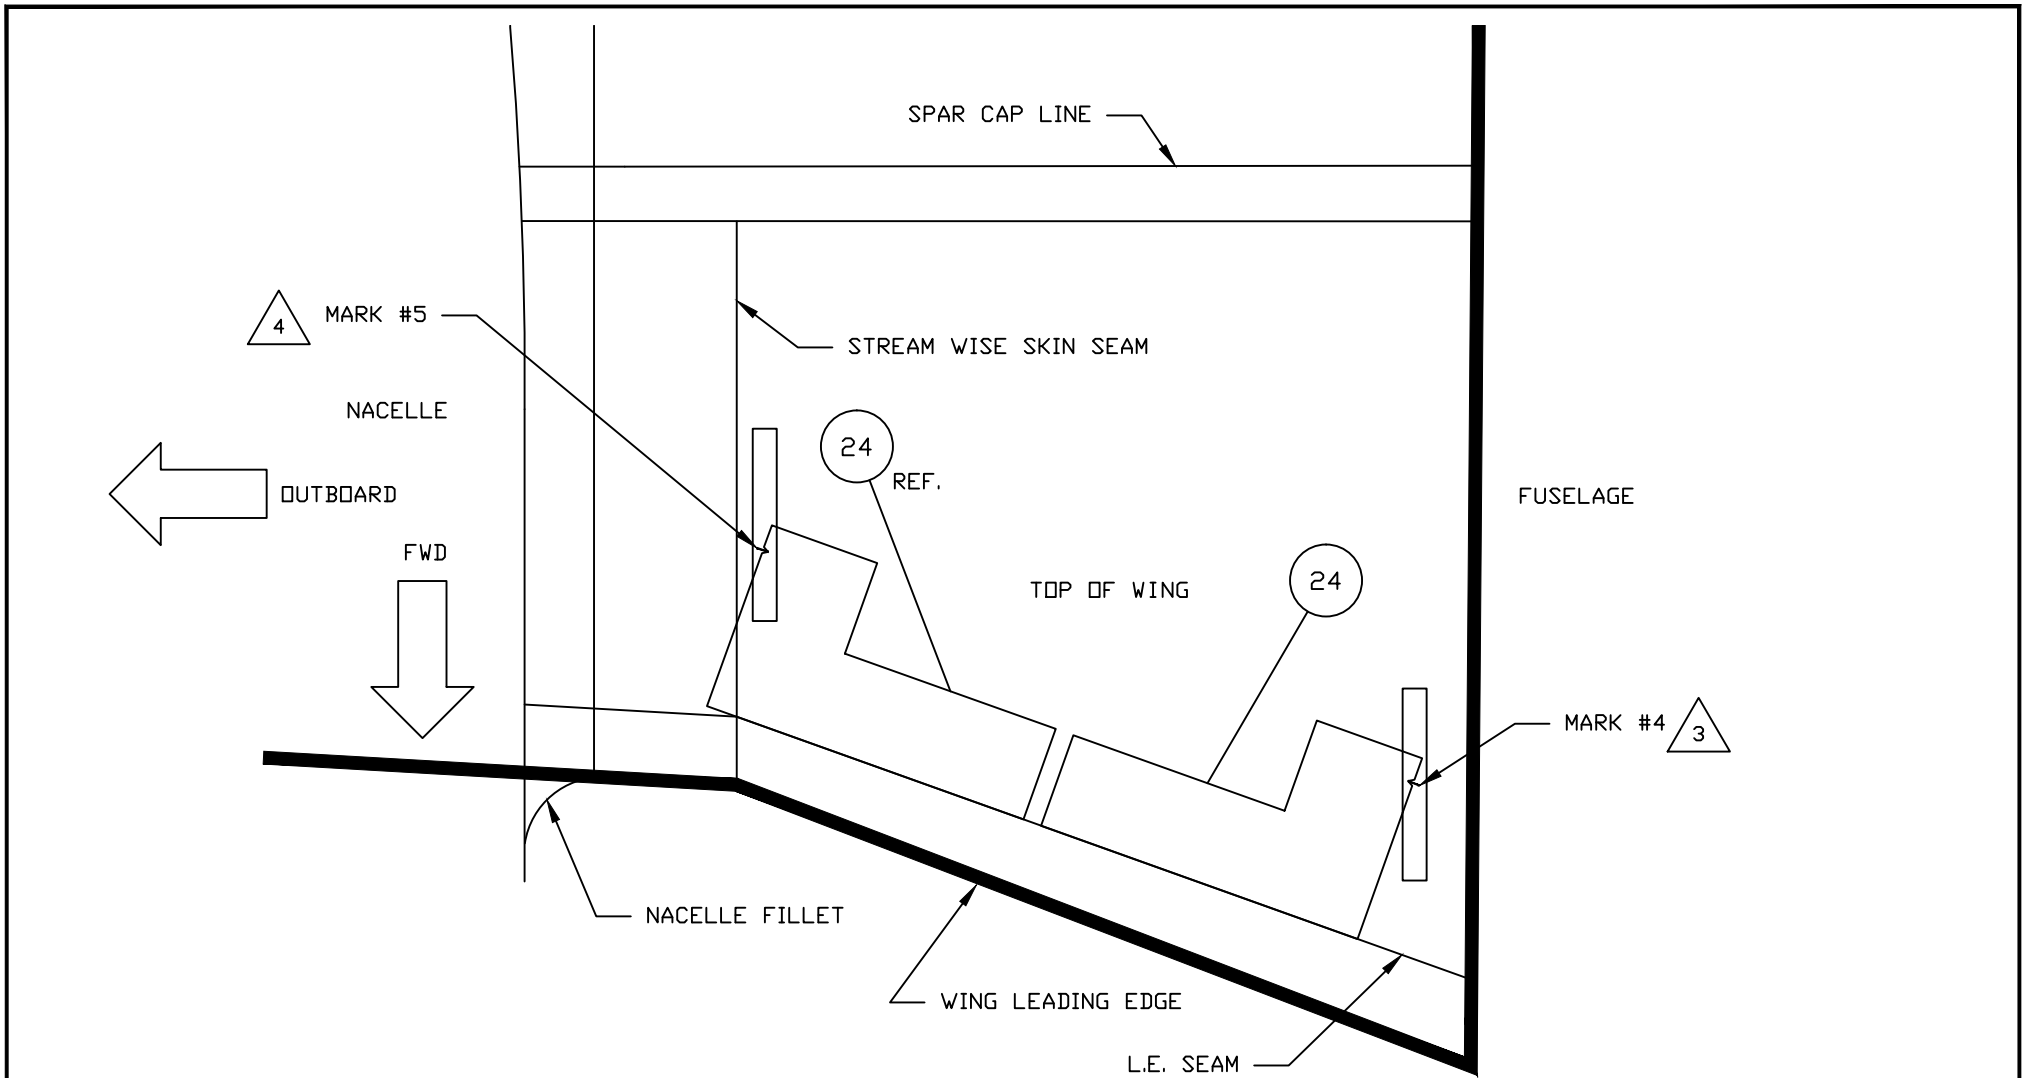 SPAR CAP LINE
4
MARK #5
STREAM WISE SKIN SEAM
NACELLE
24
REF.
OUTBOARD
FUSELAGE
FWD
TOP OF WING
24
MARK #4
3
NACELLE FILLET
WING LEADING EDGE
L.E. SEAM